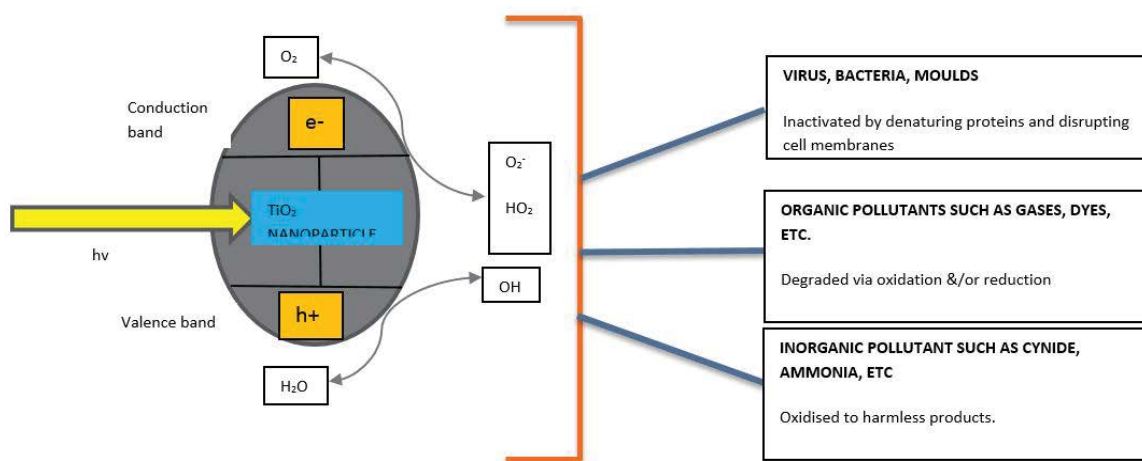 O₂
Conduction
band
e-
TiO₂
NANOPARTICLE
hv
Valence band
h+
H₂O
O₂⁻
HO₂
OH
VIRUS, BACTERIA, MOULDS
Inactivated by denaturing proteins and disrupting
cell membranes
ORGANIC POLLUTANTS SUCH AS GASES, DYES,
ETC.
Degraded via oxidation &/or reduction
INORGANIC POLLUTANT SUCH AS CYNIDE,
AMMONIA, ETC
Oxidised to harmless products.